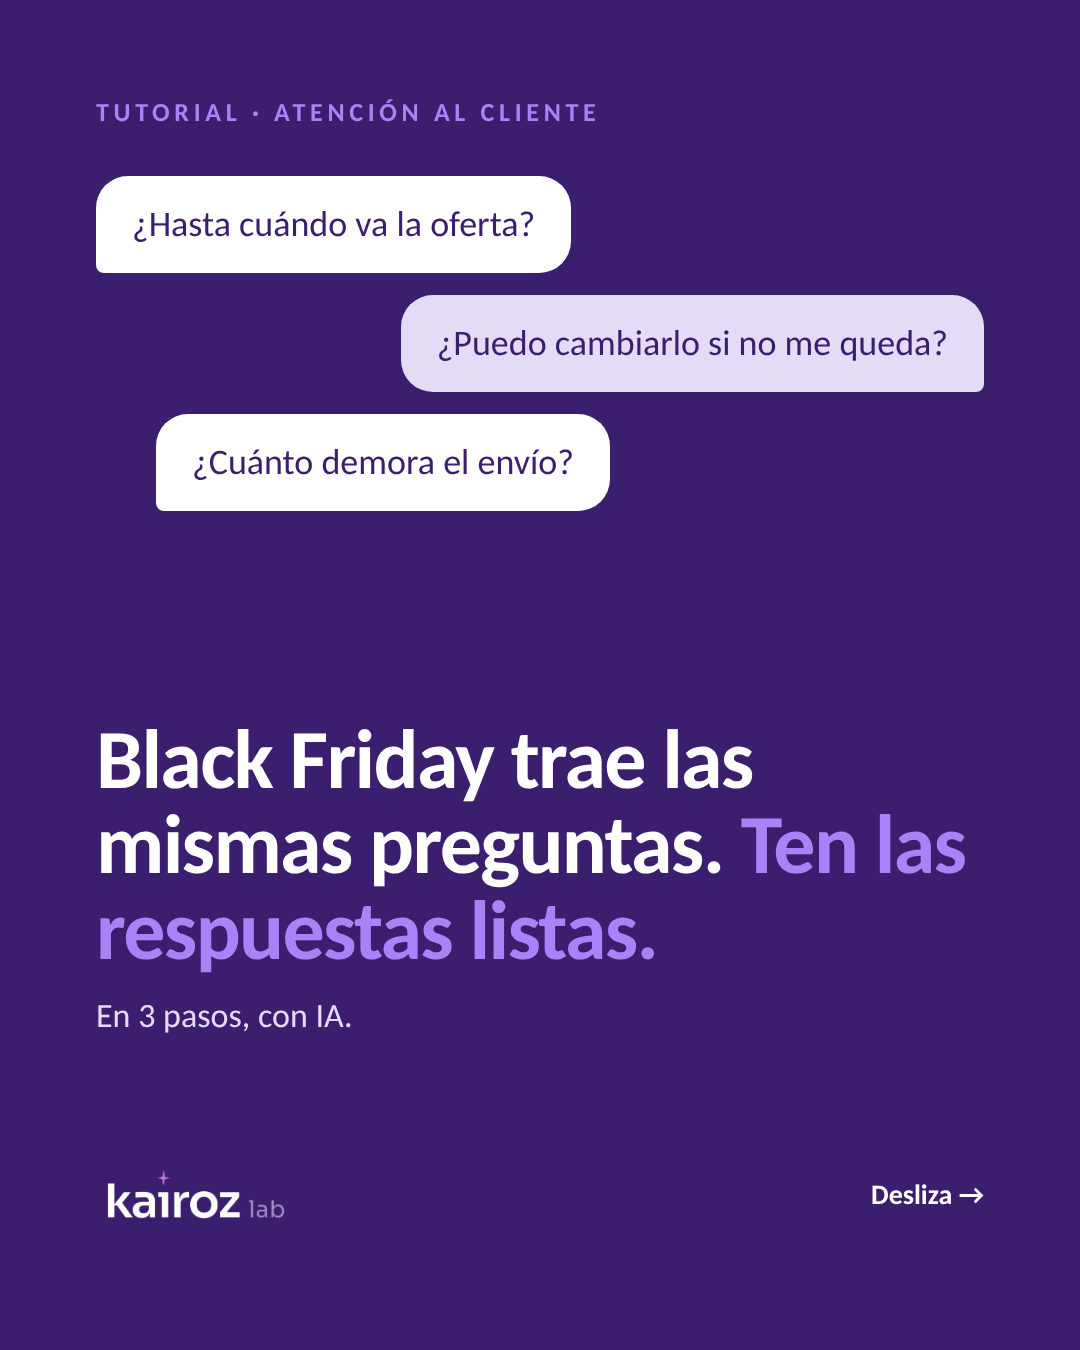 TUTORIAL · ATENCIÓN AL CLIENTE
¿Hasta cuándo va la oferta?
¿Puedo cambiarlo si no me queda?
¿Cuánto demora el envío?
Black Friday trae las
mismas preguntas. Ten las
respuestas listas.
En 3 pasos, con IA.
kairoz lab
Desliza →